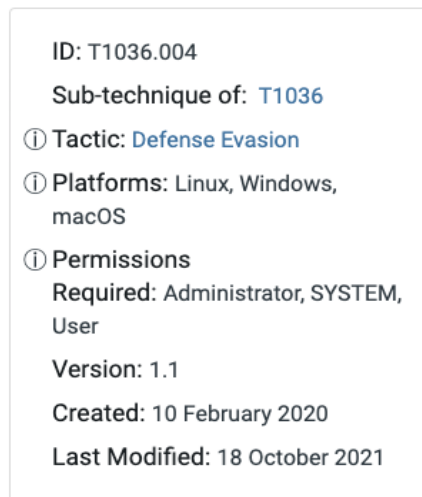 ID: T1036.004
Sub-technique of: T1036
ⓘ Tactic: Defense Evasion
ⓘ Platforms: Linux, Windows,
macOS
ⓘ Permissions
Required: Administrator, SYSTEM,
User
Version: 1.1
Created: 10 February 2020
Last Modified: 18 October 2021